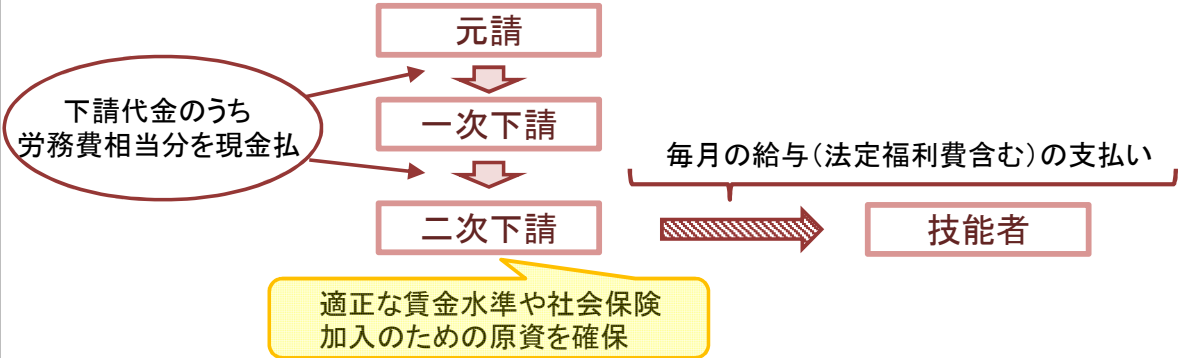 元請
下請代金のうち
労務費相当分を現金払
一次下請
毎月の給与（法定福利費含む）の支払い
二次下請
技能者
適正な賃金水準や社会保険
加入のための原資を確保